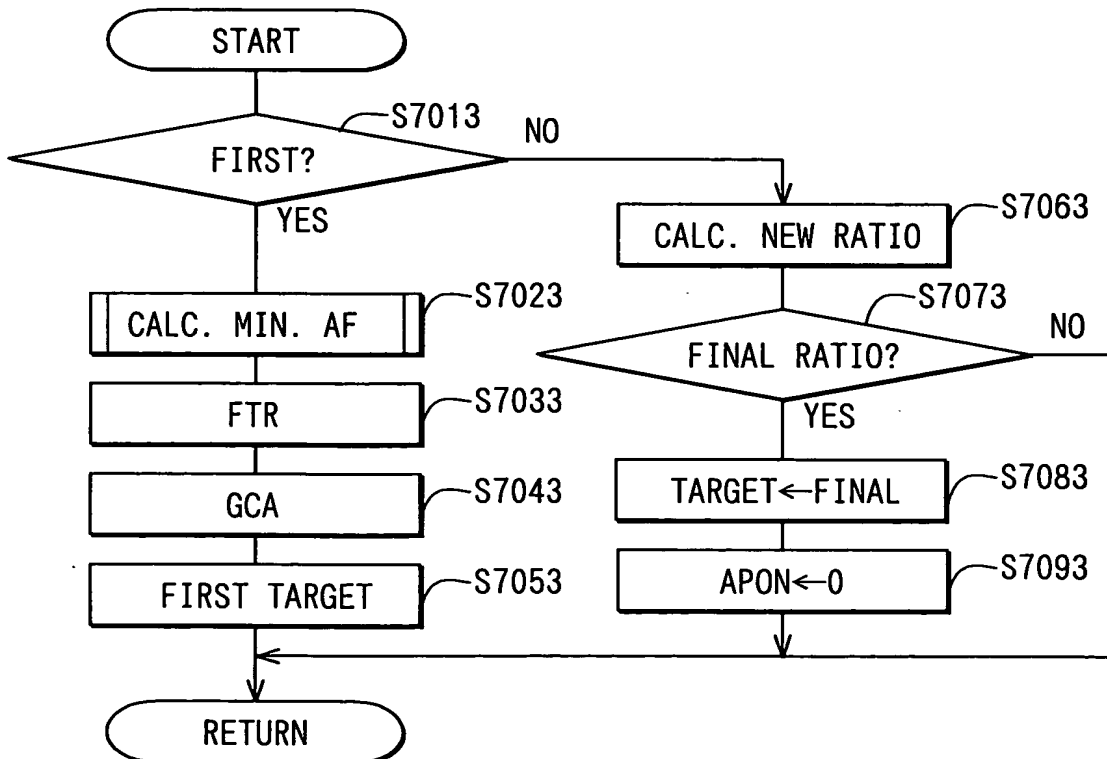 START
S7013
NO
FIRST?
YES
S7023
CALC. MIN. AF
S7033
FTR
S7043
GCA
S7053
FIRST TARGET
S7063
CALC. NEW RATIO
S7073
NO
FINAL RATIO?
YES
S7083
TARGET←FINAL
S7093
APON←0
RETURN